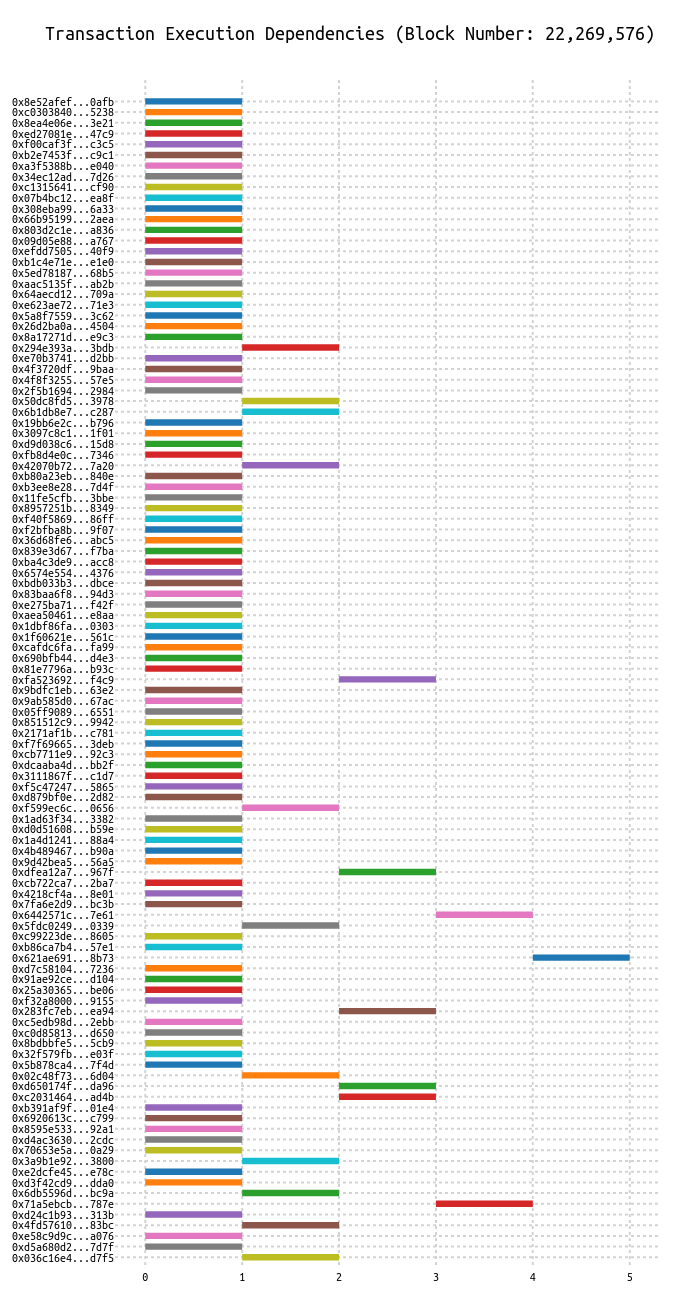 Transaction Execution Dependencies (Block Number: 22,269,576)
0x8e52afef...0afb
0xc0303840...5238
0x8ea4e06e...3e21
0xed27081e...47c9
0xf00caf3f...c3c5
0xb2e7453f...c9c1
0xa3f5388b...e040
0x34ec12ad...7d26
0xc1315641...cf90
0x07b4bc12...ea8f
0x308eba99...6a33
0x66b95199...2aea
0x803d2c1e...a836
0x09d05e88...a767
0xefdd7505...40f9
0xb1c4e71e...e1e0
0x5ed78187...68b5
0xaac5135f...ab2b
0x64aecd12...709a
0xe623ae72...71e3
0x5a8f7559...3c62
0x26d2ba0a...4504
0x8a17271d...e9c3
0x294e393a...3bdb
0xe70b3741...d2bb
0x4f3720df...9baa
0x4f8f3255...57e5
0x2f5b1694...2984
0x50dc8fd5...3978
0x6b1db8e7...c287
0x19bb6e2c...b796
0x3097c8c1...1f01
0xd9d038c6...15d8
0xfb8d4e0c...7346
0x42070b72...7a20
0xb80a23eb...840e
0xb3ee8e28...7d4f
0x11fe5cfb...3bbe
0x8957251b...8349
0xf40f5869...86ff
0xf2bfba8b...9f07
0x36d68fe6...abc5
0x839e3d67...f7ba
0xba4c3de9...acc8
0x6574e554...4376
0xbdb033b3...dbce
0x83baa6f8...94d3
0xe275ba71...f42f
0xaea50461...e8aa
0x1dbf86fa...0303
0x1f60621e...561c
0xcafdc6fa...fa99
0x690bfb44...d4e3
0x81e7796a...b93c
0xfa523692...f4c9
0x9bdfc1eb...63e2
0x9ab585d0...67ac
0x05ff9089...6551
0x851512c9...9942
0x2171af1b...c781
0xf7f69665...3deb
0xcb7711e9...92c3
0xdcaaba4d...bb2f
0x3111867f...c1d7
0xf5c47247...5865
0xd879bf0e...2d82
0xf599ec6c...0656
0x1ad63f34...3382
0xd0d51608...b59e
0x1a4d1241...88a4
0x4b489467...b90a
0x9d42bea5...56a5
0xdfea12a7...967f
0xcb722ca7...2ba7
0x4218cf4a...8e01
0x7fa6e2d9...bc3b
0x6442571c...7e61
0x5fdc0249...0339
0xc99223de...8605
0xb86ca7b4...57e1
0x621ae691...8b73
0xd7c58104...7236
0x91ae92ce...d104
0x25a30365...be06
0xf32a8000...9155
0x283fc7eb...ea94
0xc5edb98d...2ebb
0xc0d85813...d650
0x8bdbbfe5...5cb9
0x32f579fb...e03f
0x5b878ca4...7f4d
0x02c48f73...6d04
0xd650174f...da96
0xc2031464...ad4b
0xb391af9f...01e4
0x6920613c...c799
0x8595e533...92a1
0xd4ac3630...2cdc
0x70653e5a...0a29
0x3a9b1e92...3800
0xe2dcfe45...e78c
0xd3f42cd9...dda0
0x6db5596d...bc9a
0x71a5ebcb...787e
0xd24c1b93...313b
0x4fd57610...83bc
0xe58c9d9c...a076
0xd5a680d2...7d7f
0x036c16e4...d7f5
0 1 2 3 4 5